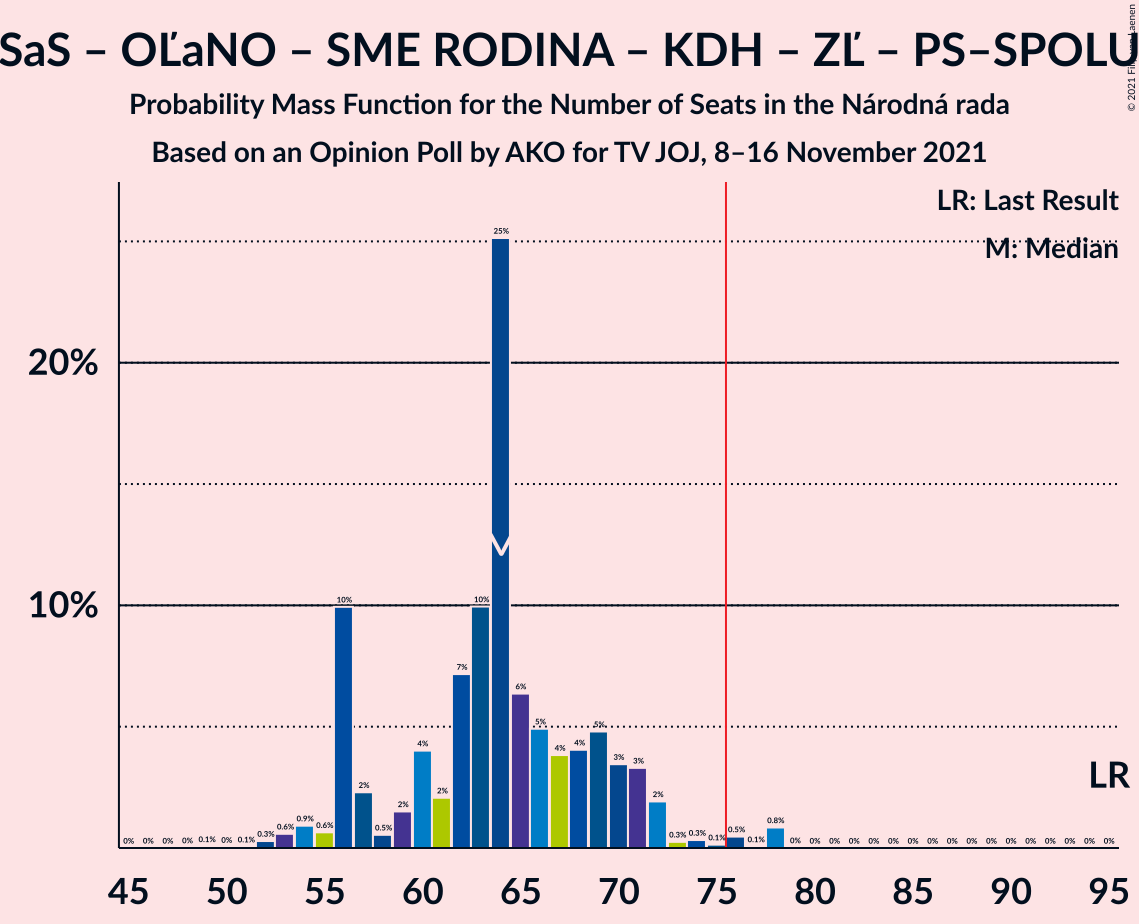 SaS – OĽaNO – SME RODINA – KDH – ZĽ – PS–SPOLU
Probability Mass Function for the Number of Seats in the Národná rada
Based on an Opinion Poll by AKO for TV JOJ, 8–16 November 2021
© 2021 Filip van Laenen
LR: Last Result
M: Median
25%
20%
10%
10% 10%
7%
6%
5% 5%
4% 4% 4%
3% 3%
2% 2% 2% 2%
LR
0% 0% 0% 0% 0.1% 0% 0.1% 0.3% 0.6% 0.9% 0.6% 0.5% 0.3% 0.3% 0.1% 0.5% 0.1% 0.8% 0% 0% 0% 0% 0% 0% 0% 0% 0% 0% 0% 0% 0% 0% 0% 0% 0%
45 50 55 60 65 70 75 80 85 90 95